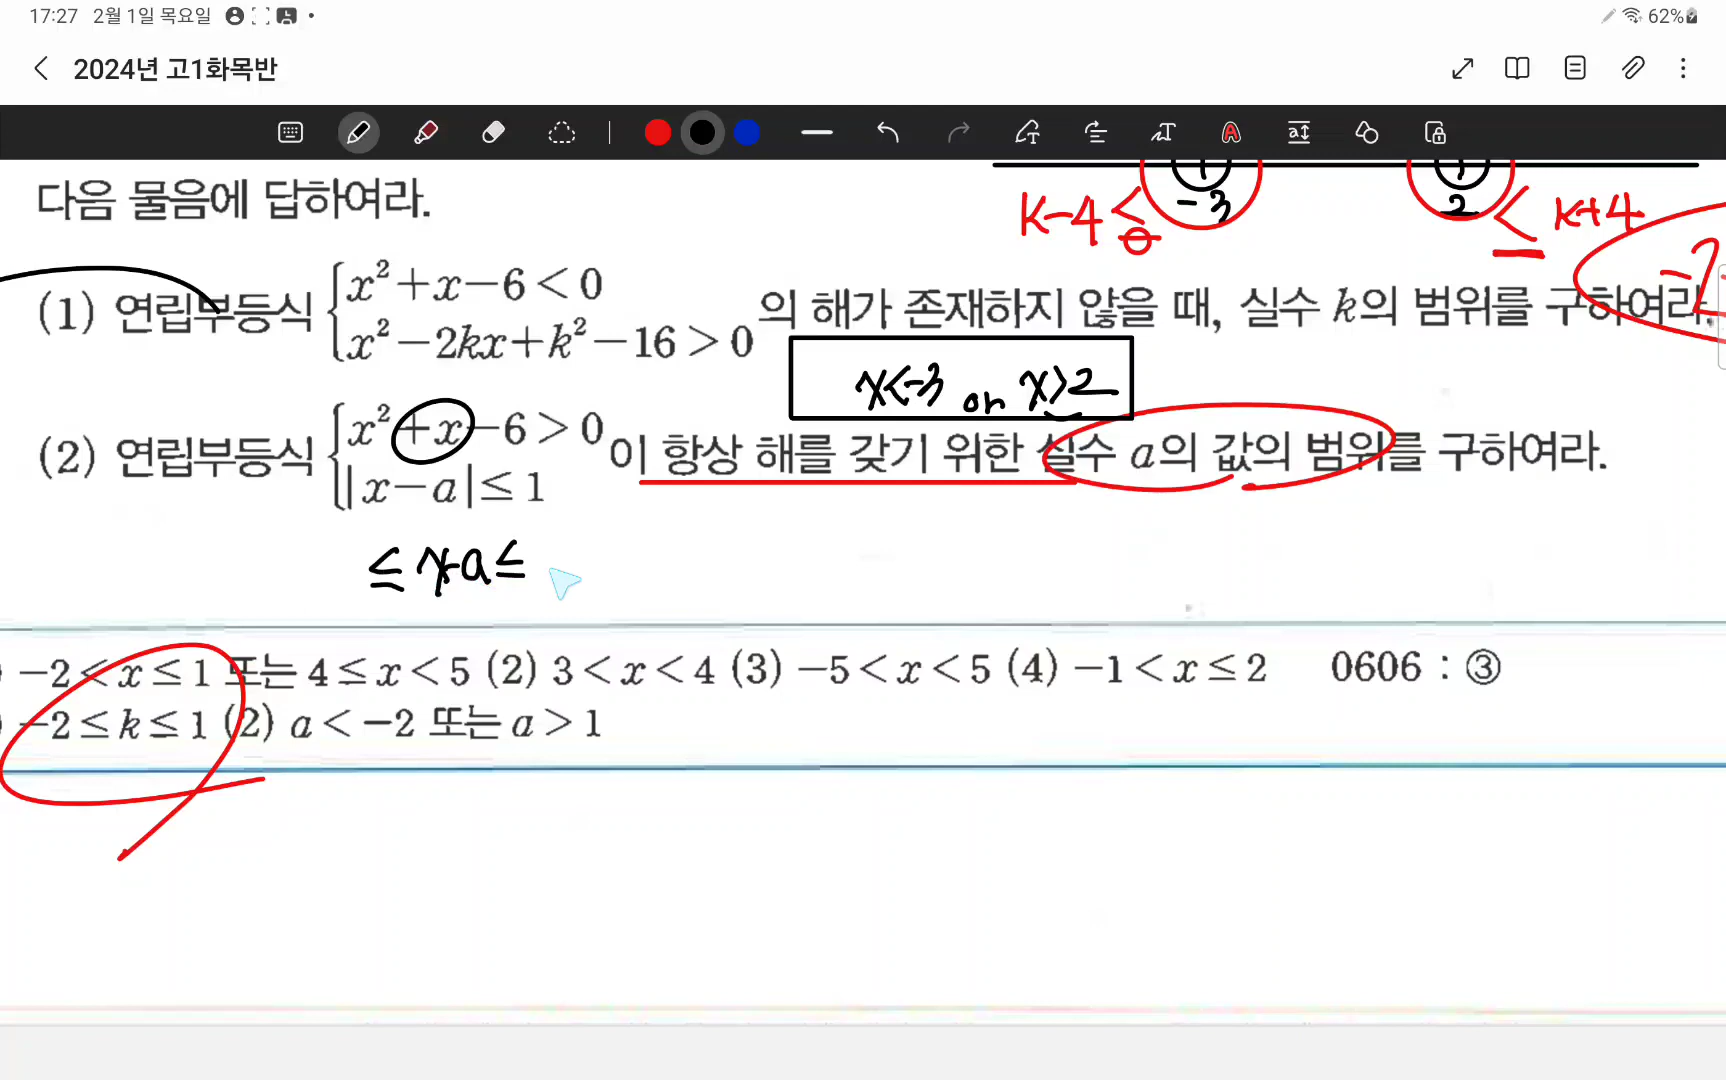 17:27 2월 1일 목요일 62%
2024년 고1화목반
다음 물음에 답하여라.
K-4 ≤ -3 2 ≤ K+4
(1) 연립부등식 { x²+x-6<0
x²-2kx+k²-16>0 의 해가 존재하지 않을 때, 실수 k의 범위를 구하여라.
x<-3 or x>2
(2) 연립부등식 { x²+x-6>0
|x-a|≤1 이 항상 해를 갖기 위한 실수 a의 값의 범위를 구하여라.
≤ x-a ≤
-2<x≤1 또는 4≤x<5 (2) 3<x<4 (3) -5<x<5 (4) -1<x≤2 0606 : ③
-2≤k≤1 (2) a<-2 또는 a>1